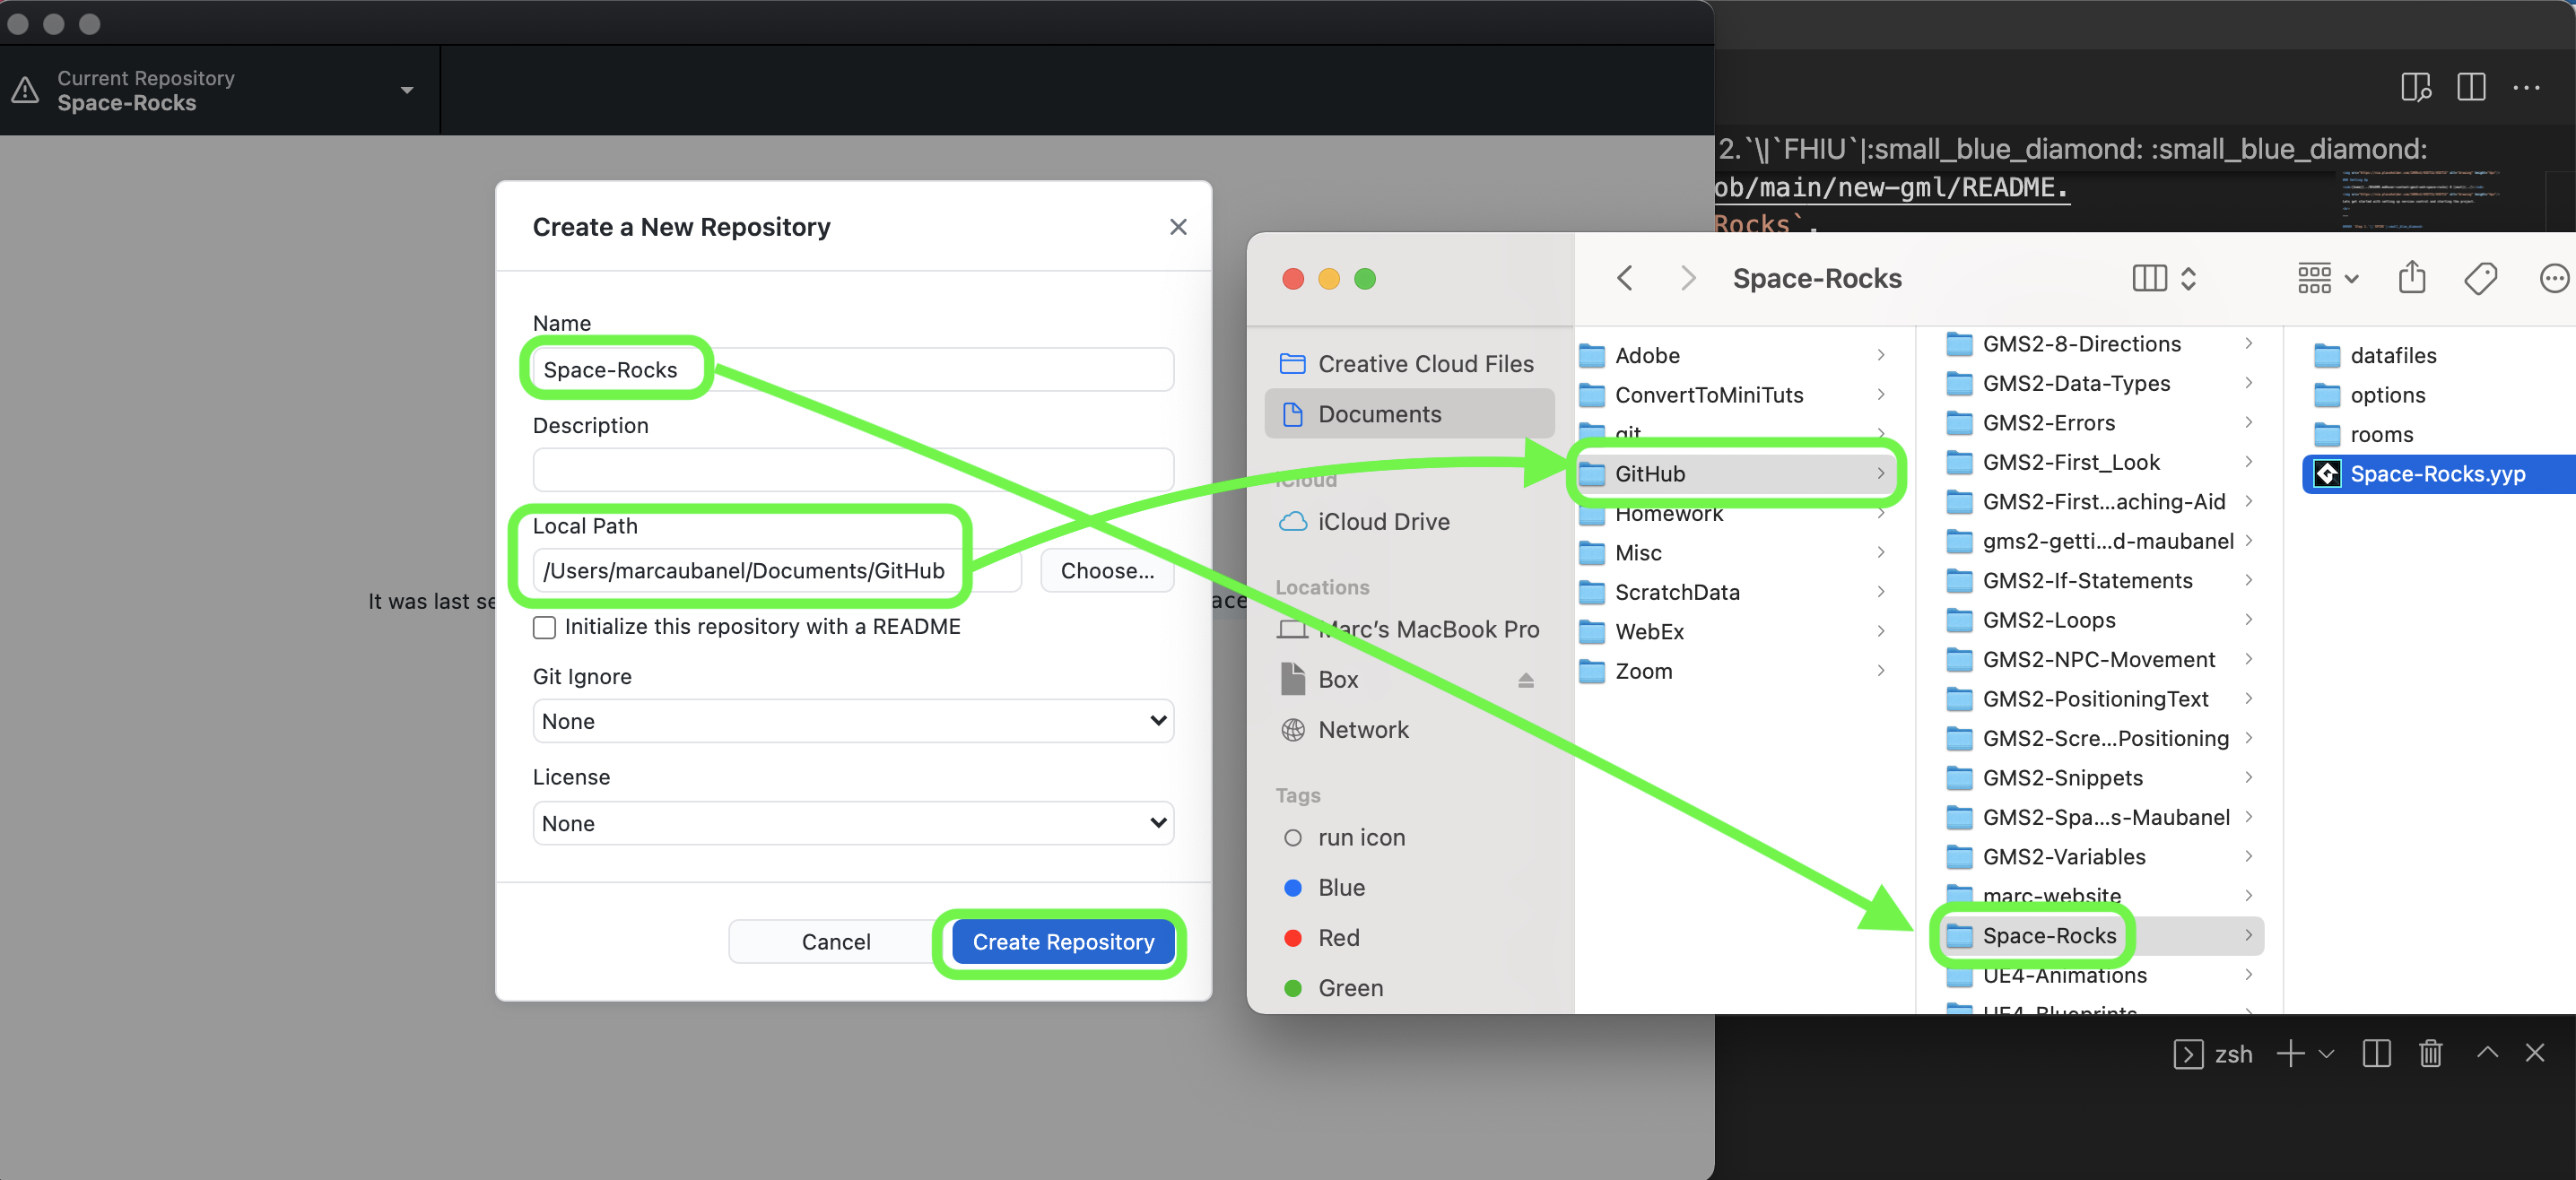 Current Repository
Space-Rocks
2.`\|`FHIU`|:small_blue_diamond: :small_blue_diamond:
ob/main/new-gml/README.
Rocks`.
Create a New Repository
Name
Space-Rocks
Description
Local Path
/Users/marcaubanel/Documents/GitHub
Choose...
It was last se
ace
Initialize this repository with a README
Git Ignore
None
License
None
Cancel
Create Repository
Space-Rocks
Creative Cloud Files
Documents
iCloud
iCloud Drive
Locations
Marc's MacBook Pro
Box
Network
Tags
run icon
Blue
Red
Green
Adobe
ConvertToMiniTuts
git
GitHub
Homework
Misc
ScratchData
WebEx
Zoom
GMS2-8-Directions
GMS2-Data-Types
GMS2-Errors
GMS2-First_Look
GMS2-First...aching-Aid
gms2-getti...d-maubanel
GMS2-If-Statements
GMS2-Loops
GMS2-NPC-Movement
GMS2-PositioningText
GMS2-Scre...Positioning
GMS2-Snippets
GMS2-Spa...s-Maubanel
GMS2-Variables
marc-website
Space-Rocks
UE4-Animations
UE4-Blueprints
datafiles
options
rooms
Space-Rocks.yyp
zsh